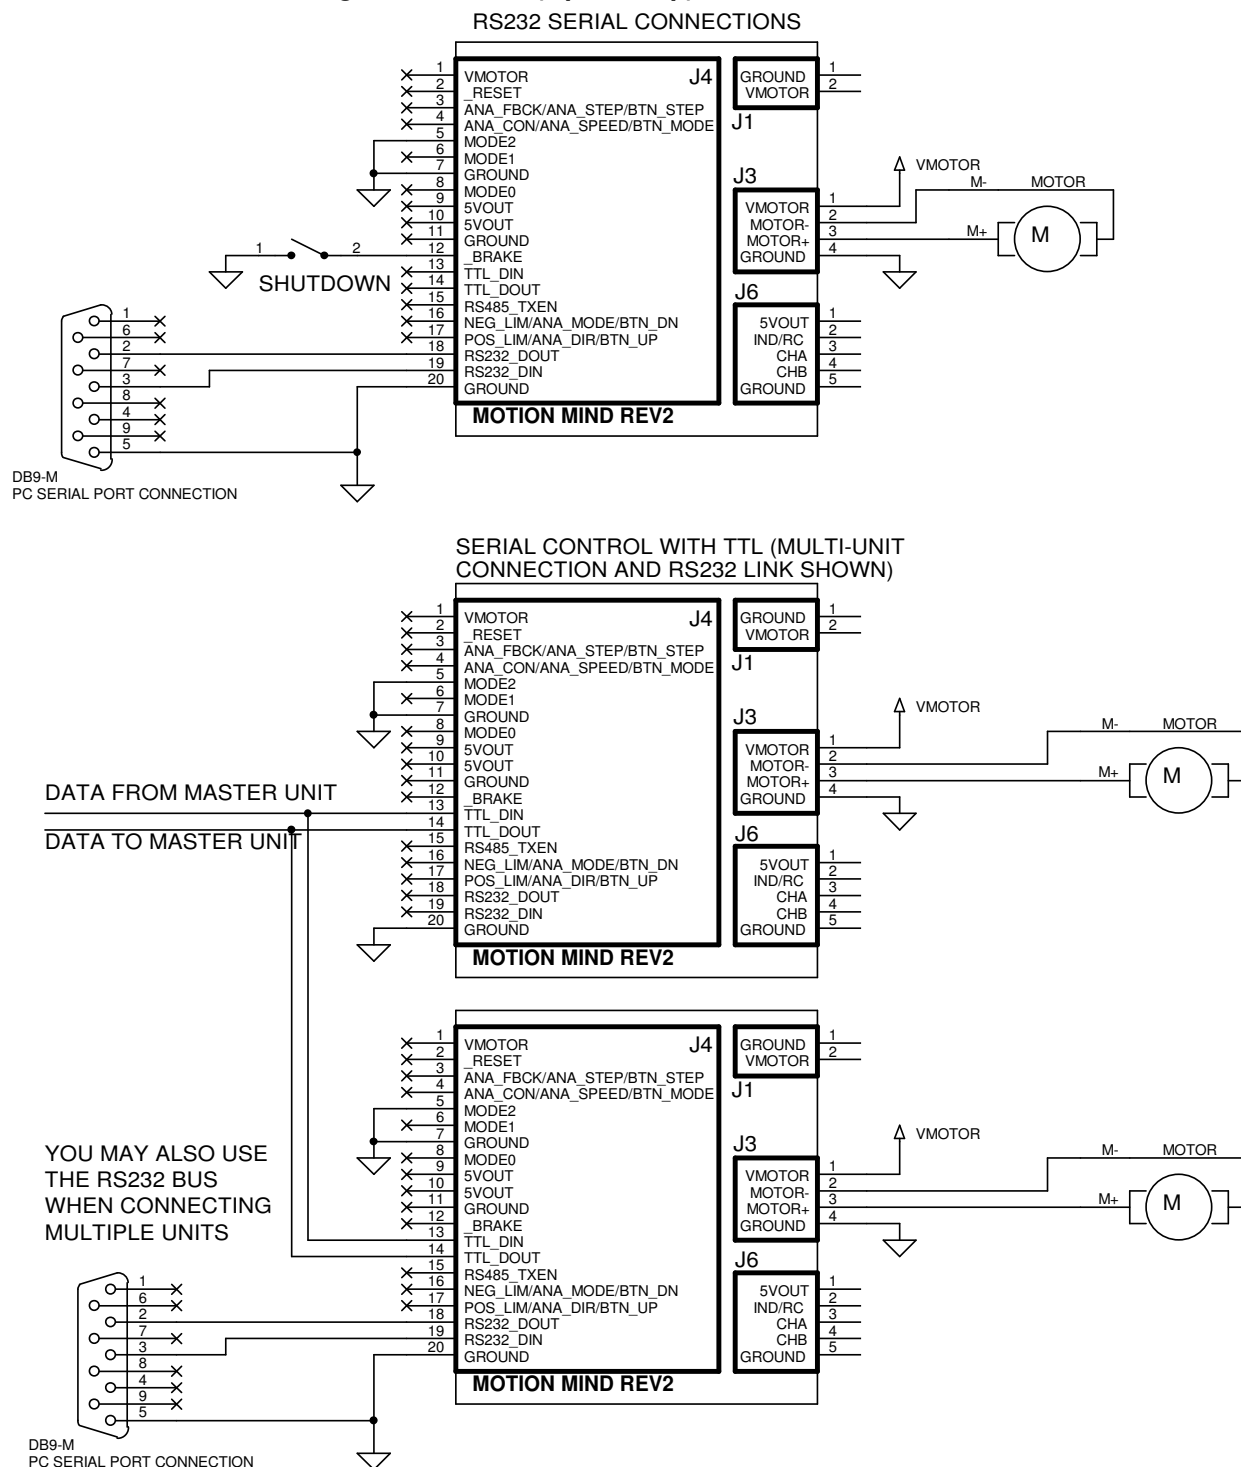 RS232 SERIAL CONNECTIONS
J4
1 VMOTOR
2 _RESET
3 ANA_FBCK/ANA_STEP/BTN_STEP
4 ANA_CON/ANA_SPEED/BTN_MODE
5 MODE2
6 MODE1
7 GROUND
8 MODE0
9 5VOUT
10 5VOUT
11 GROUND
12 _BRAKE
13 TTL_DIN
14 TTL_DOUT
15 RS485_TXEN
16 NEG_LIM/ANA_MODE/BTN_DN
17 POS_LIM/ANA_DIR/BTN_UP
18 RS232_DOUT
19 RS232_DIN
20 GROUND
MOTION MIND REV2
GROUND 1
VMOTOR 2
J1
J3
VMOTOR 1
MOTOR- 2
MOTOR+ 3
GROUND 4
VMOTOR
M- MOTOR
M+ M
J6
5VOUT 1
IND/RC 2
CHA 3
CHB 4
GROUND 5
1 2
SHUTDOWN
1
6
2
7
3
8
4
9
5
DB9-M
PC SERIAL PORT CONNECTION
SERIAL CONTROL WITH TTL (MULTI-UNIT
CONNECTION AND RS232 LINK SHOWN)
J4
1 VMOTOR
2 _RESET
3 ANA_FBCK/ANA_STEP/BTN_STEP
4 ANA_CON/ANA_SPEED/BTN_MODE
5 MODE2
6 MODE1
7 GROUND
8 MODE0
9 5VOUT
10 5VOUT
11 GROUND
12 _BRAKE
13 TTL_DIN
14 TTL_DOUT
15 RS485_TXEN
16 NEG_LIM/ANA_MODE/BTN_DN
17 POS_LIM/ANA_DIR/BTN_UP
18 RS232_DOUT
19 RS232_DIN
20 GROUND
MOTION MIND REV2
GROUND 1
VMOTOR 2
J1
J3
VMOTOR 1
MOTOR- 2
MOTOR+ 3
GROUND 4
VMOTOR
M- MOTOR
M+ M
J6
5VOUT 1
IND/RC 2
CHA 3
CHB 4
GROUND 5
DATA FROM MASTER UNIT
DATA TO MASTER UNIT
J4
1 VMOTOR
2 _RESET
3 ANA_FBCK/ANA_STEP/BTN_STEP
4 ANA_CON/ANA_SPEED/BTN_MODE
5 MODE2
6 MODE1
7 GROUND
8 MODE0
9 5VOUT
10 5VOUT
11 GROUND
12 _BRAKE
13 TTL_DIN
14 TTL_DOUT
15 RS485_TXEN
16 NEG_LIM/ANA_MODE/BTN_DN
17 POS_LIM/ANA_DIR/BTN_UP
18 RS232_DOUT
19 RS232_DIN
20 GROUND
MOTION MIND REV2
GROUND 1
VMOTOR 2
J1
J3
VMOTOR 1
MOTOR- 2
MOTOR+ 3
GROUND 4
VMOTOR
M- MOTOR
M+ M
J6
5VOUT 1
IND/RC 2
CHA 3
CHB 4
GROUND 5
YOU MAY ALSO USE
THE RS232 BUS
WHEN CONNECTING
MULTIPLE UNITS
1
6
2
7
3
8
4
9
5
DB9-M
PC SERIAL PORT CONNECTION